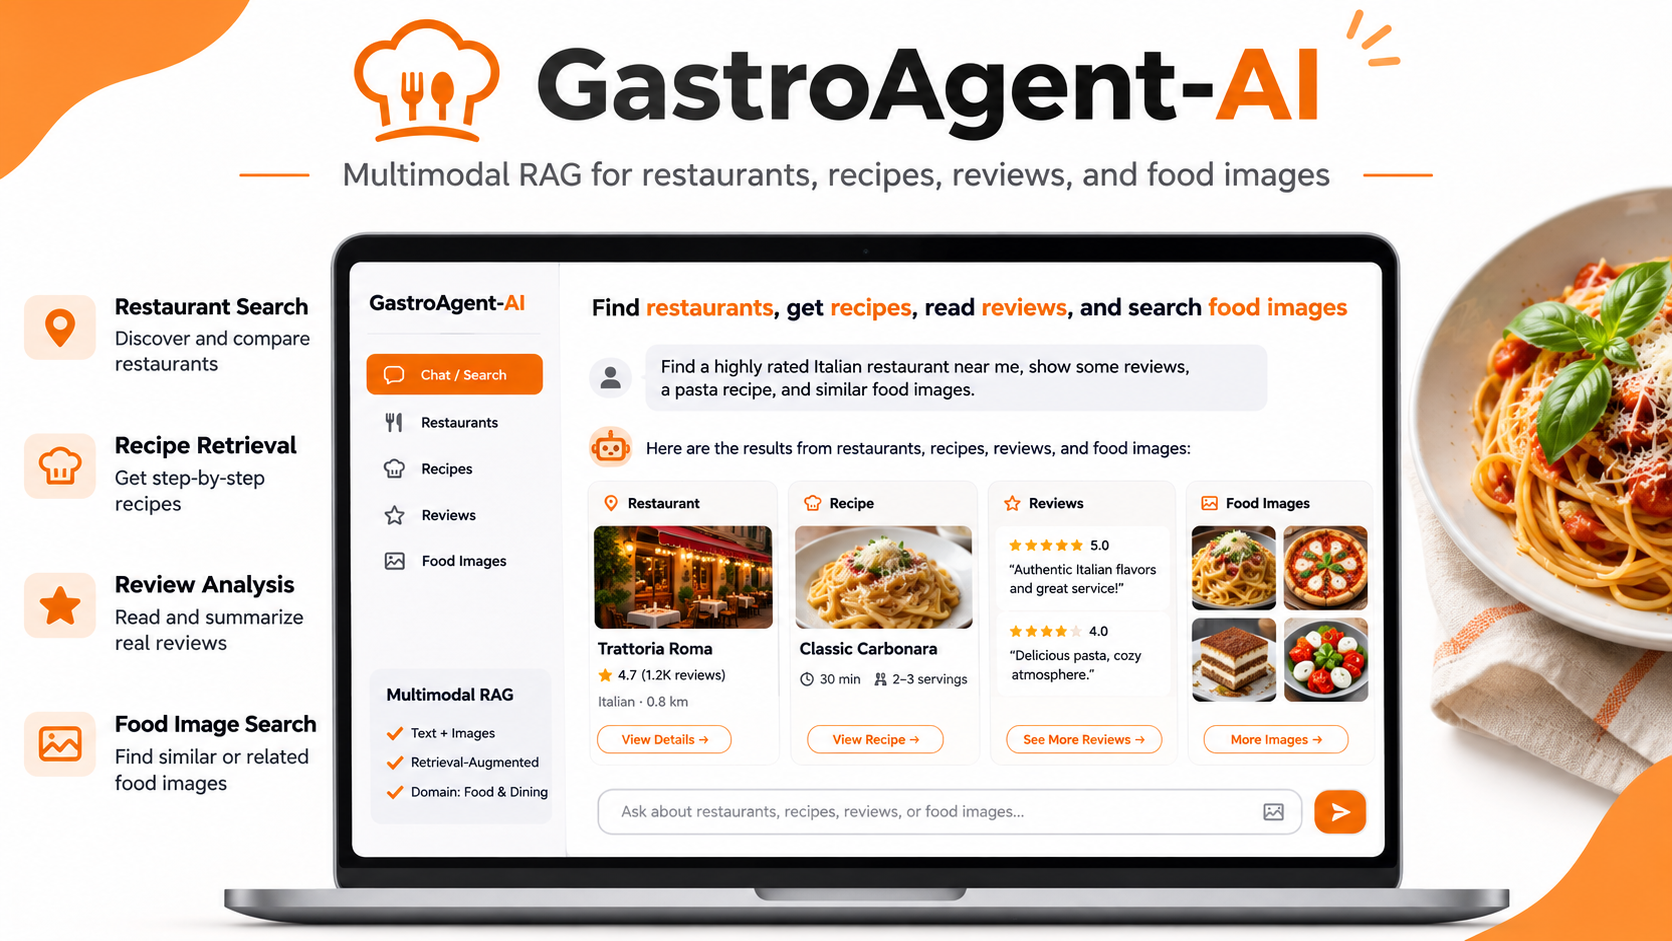 GastroAgent-AI
Multimodal RAG for restaurants, recipes, reviews, and food images
Restaurant Search
Discover and compare
restaurants
Recipe Retrieval
Get step-by-step
recipes
Review Analysis
Read and summarize
real reviews
Food Image Search
Find similar or related
food images
GastroAgent-AI
Chat / Search
Restaurants
Recipes
Reviews
Food Images
Multimodal RAG
Text + Images
Retrieval-Augmented
Domain: Food & Dining
Find restaurants, get recipes, read reviews, and search food images
Find a highly rated Italian restaurant near me, show some reviews,
a pasta recipe, and similar food images.
Here are the results from restaurants, recipes, reviews, and food images:
Restaurant
Trattoria Roma
4.7 (1.2K reviews)
Italian · 0.8 km
View Details →
Recipe
Classic Carbonara
30 min 2–3 servings
View Recipe →
Reviews
5.0
“Authentic Italian flavors
and great service!”
4.0
“Delicious pasta, cozy
atmosphere.”
See More Reviews →
Food Images
More Images →
Ask about restaurants, recipes, reviews, or food images...